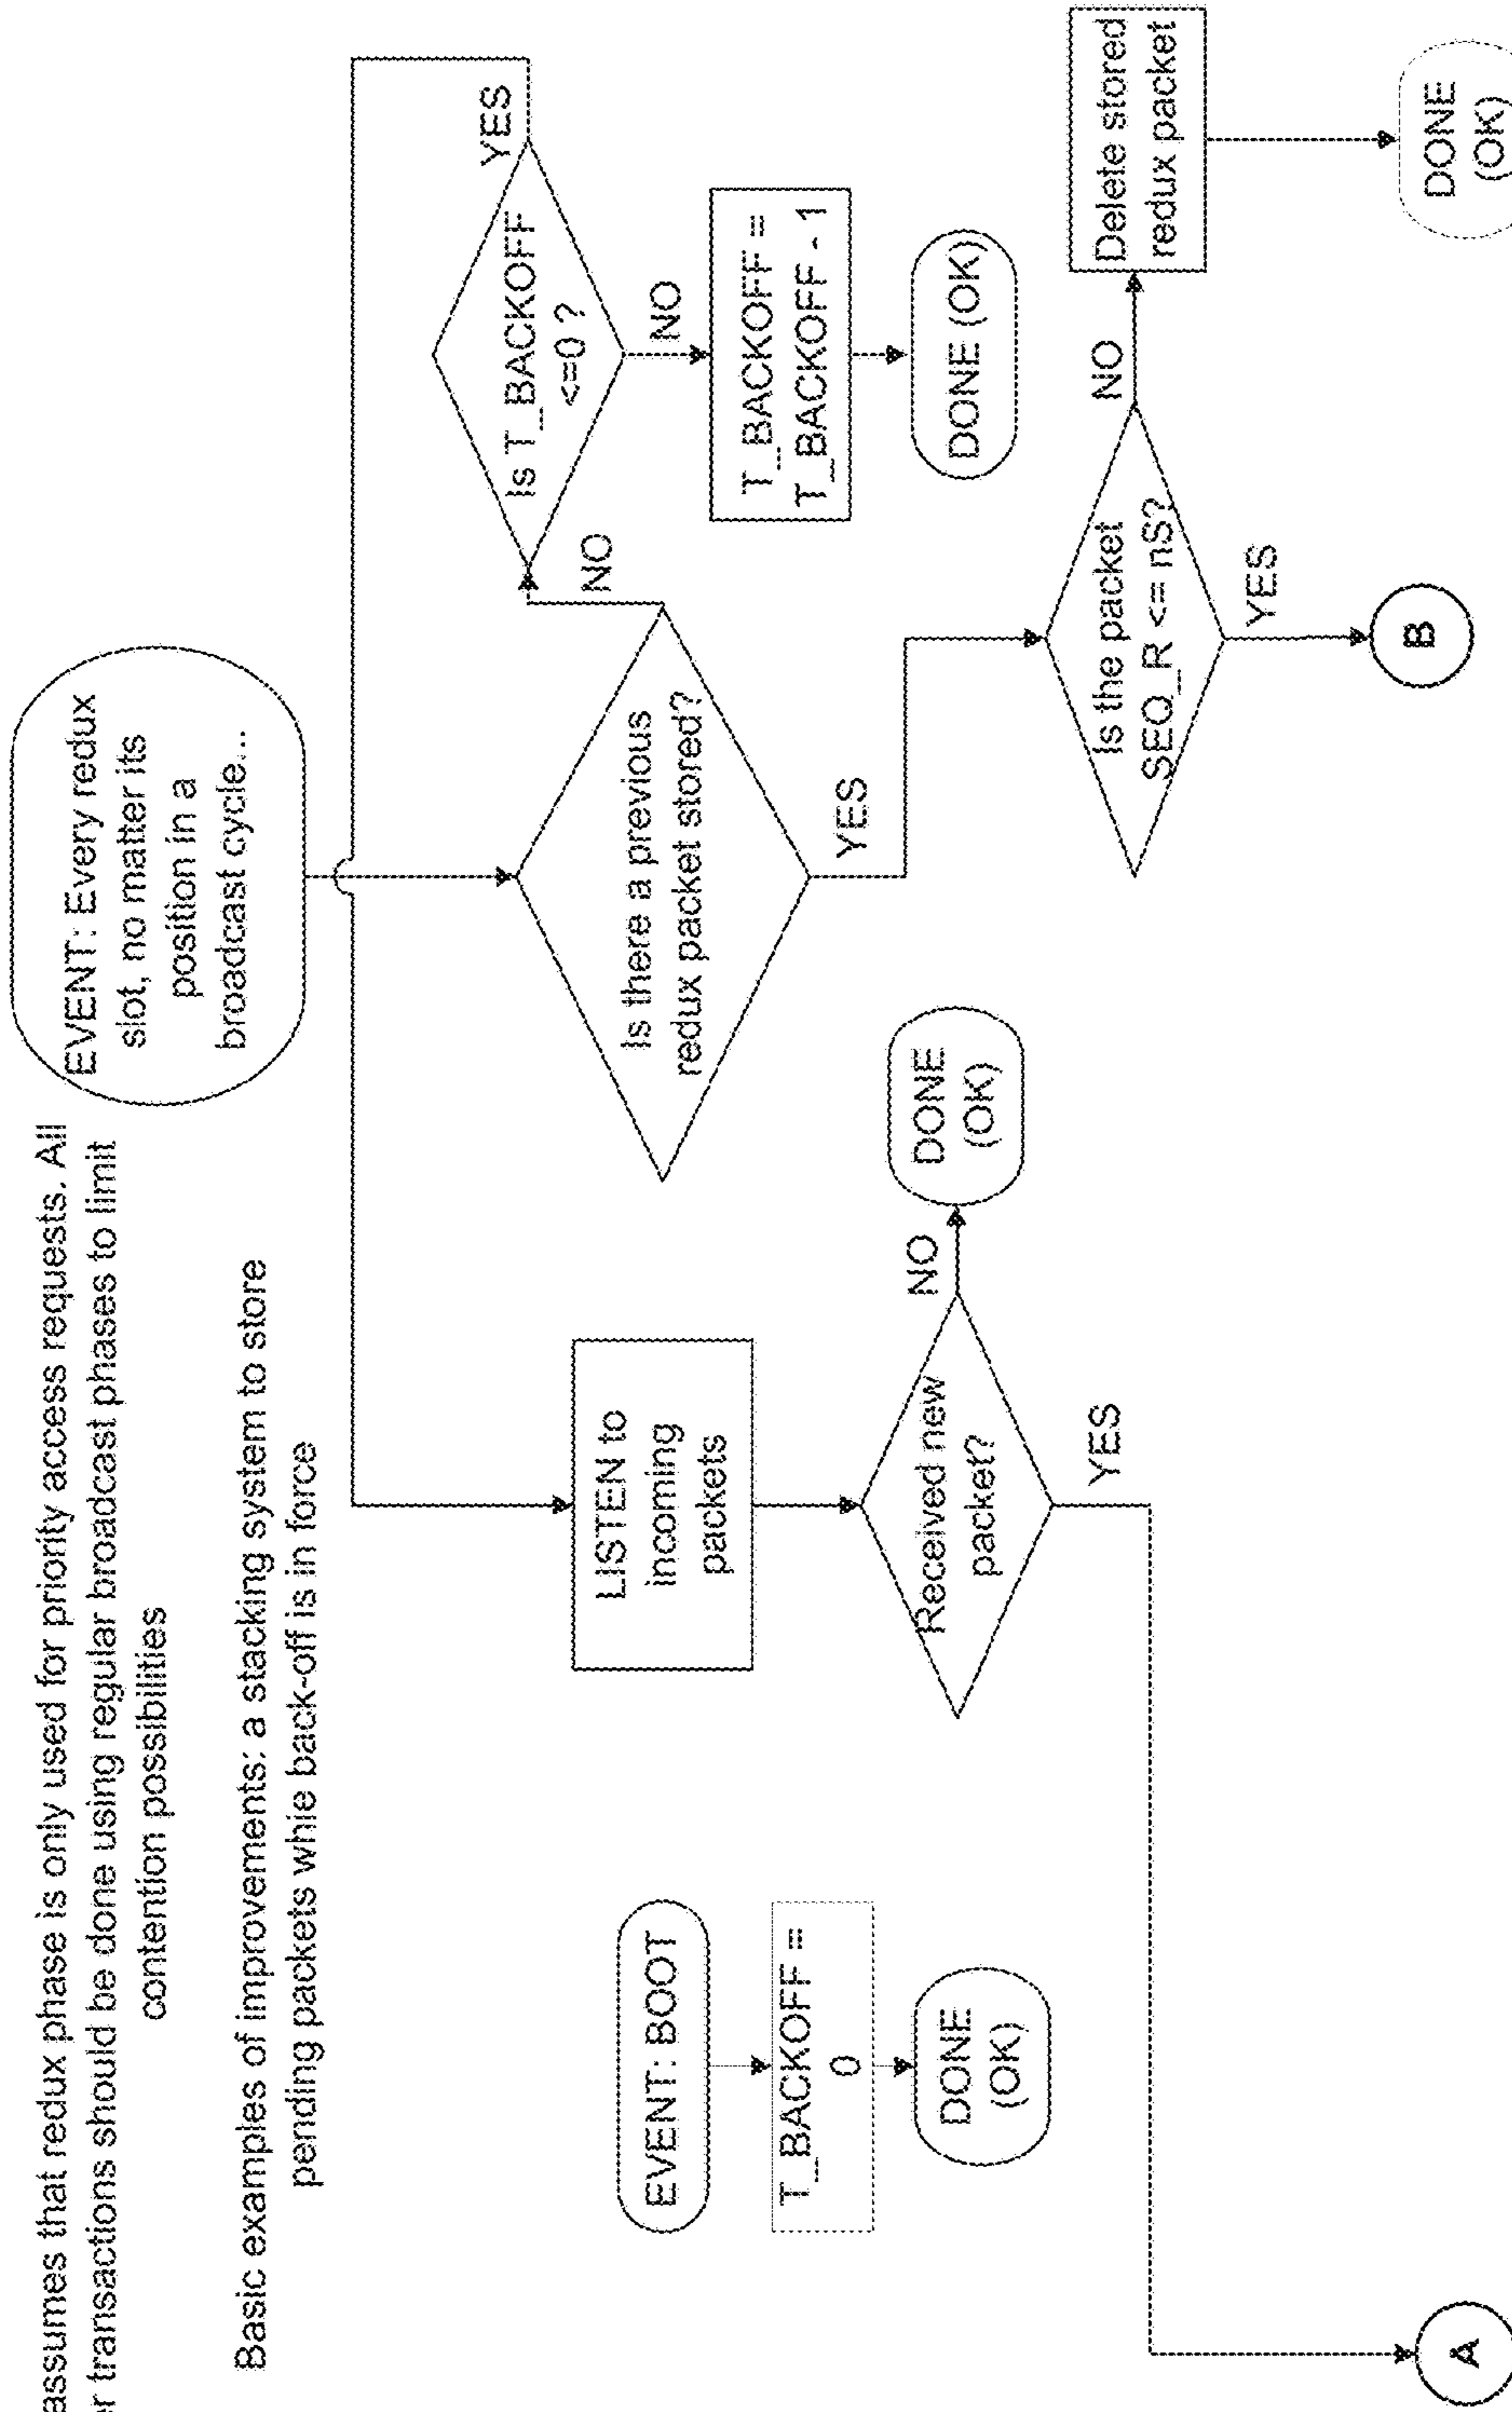 assumes that redux phase is only used for priority access requests. All
r transactions should be done using regular broadcast phases to limit
contention possibilities
Basic examples of improvements: a stacking system to store
pending packets whie back-off is in force
EVENT: Every redux
slot, no matter its
position in a
broadcast cycle...
Is there a previous
redux packet stored?
NO
YES
Is T_BACKOFF
<=0 ?
YES
NO
T_BACKOFF =
T_BACKOFF - 1
DONE (OK)
LISTEN to
incoming
packets
Received new
packet?
NO
DONE
(OK)
YES
A
EVENT: BOOT
T_BACKOFF =
0
DONE
(OK)
Is the packet
SEQ_R <= nS?
NO
Delete stored
redux packet
DONE
(OK)
YES
B